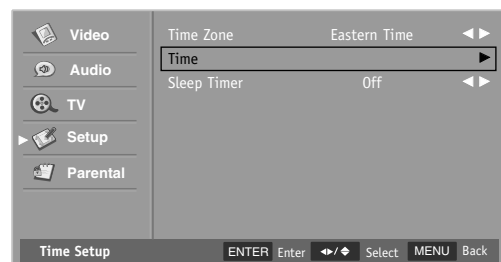 Video
Audio
TV
Setup
Parental
Time Zone Eastern Time
Time
Sleep Timer Off
Time Setup ENTER Enter Select MENU Back